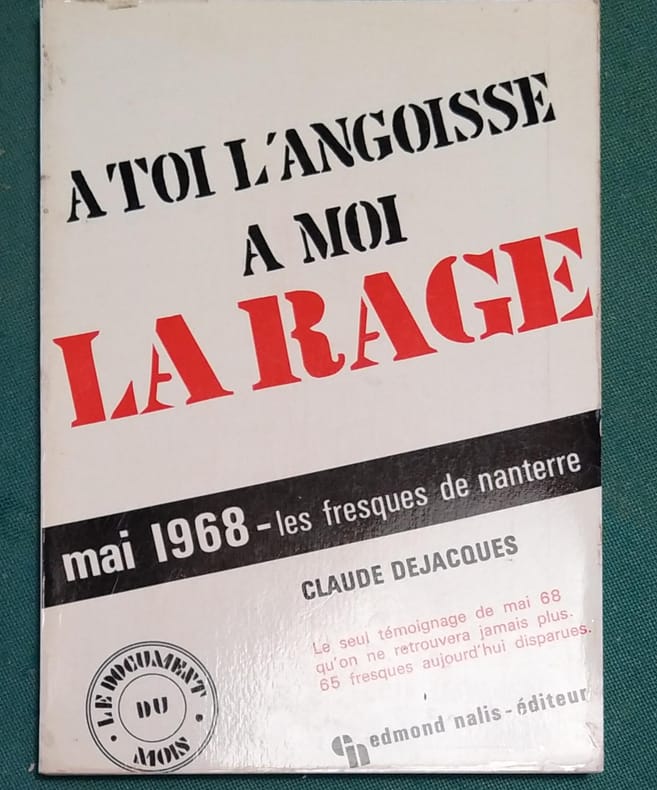 A TOI L'ANGOISSE
A MOI
LA RAGE
mai 1968 - les fresques de nanterre
CLAUDE DEJACQUES
Le seul témoignage de mai 68
qu'on ne retrouvera jamais plus.
65 fresques aujourd'hui disparues.
LE DOCUMENT
DU
MOIS
edmond nalis - éditeur